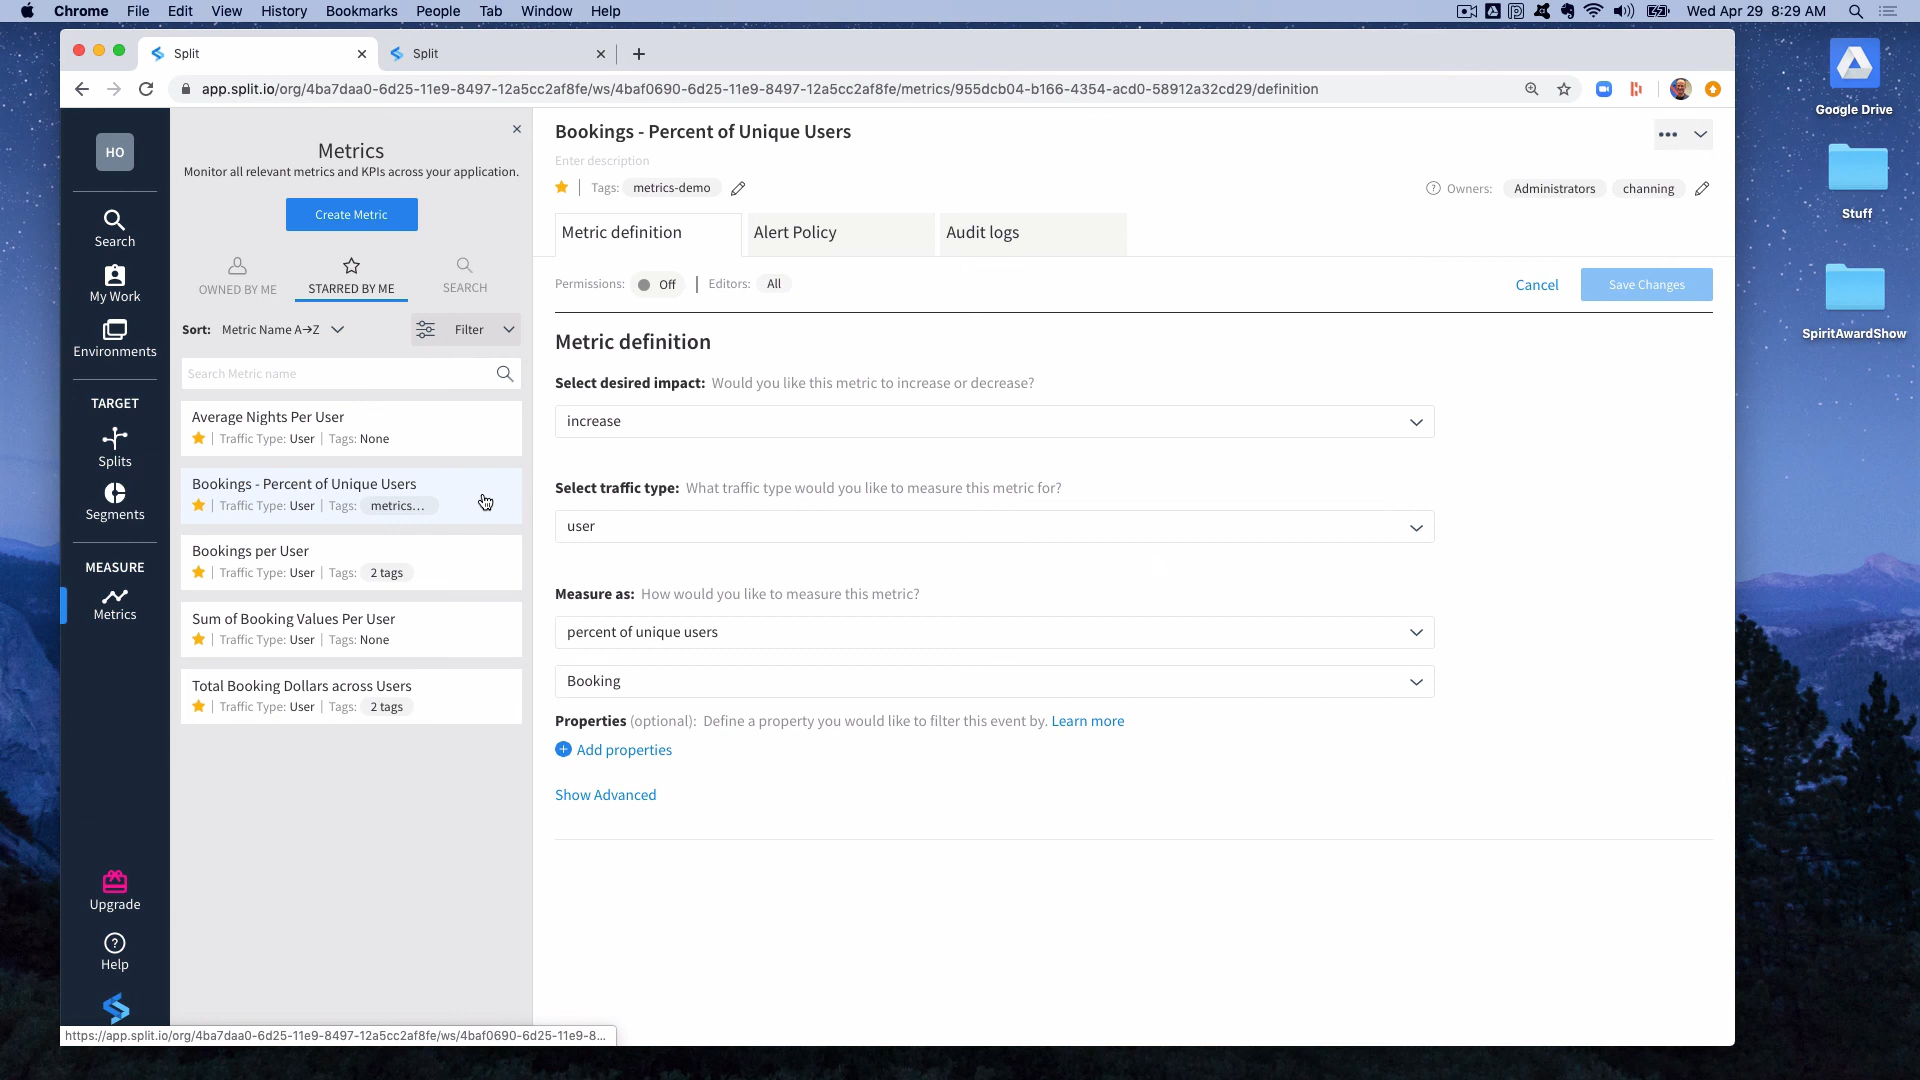 Chrome File Edit View History Bookmarks People Tab Window Help
Wed Apr 29 8:29 AM
Split
Split
app.split.io/org/4ba7daa0-6d25-11e9-8497-12a5cc2af8fe/ws/4baf0690-6d25-11e9-8497-12a5cc2af8fe/metrics/955dcb04-b166-4354-acd0-58912a32cd29/definition
Google Drive
Stuff
SpiritAwardShow
HO
Search
My Work
Environments
TARGET
Splits
Segments
MEASURE
Metrics
Upgrade
Help
Metrics
Monitor all relevant metrics and KPIs across your application.
Create Metric
OWNED BY ME
STARRED BY ME
SEARCH
Sort: Metric Name A→Z
Filter
Search Metric name
Average Nights Per User
Traffic Type: User | Tags: None
Bookings - Percent of Unique Users
Traffic Type: User | Tags: metrics...
Bookings per User
Traffic Type: User | Tags: 2 tags
Sum of Booking Values Per User
Traffic Type: User | Tags: None
Total Booking Dollars across Users
Traffic Type: User | Tags: 2 tags
Bookings - Percent of Unique Users
Enter description
Tags: metrics-demo
Owners: Administrators channing
Metric definition
Alert Policy
Audit logs
Permissions: Off | Editors: All
Cancel
Save Changes
Metric definition
Select desired impact: Would you like this metric to increase or decrease?
increase
Select traffic type: What traffic type would you like to measure this metric for?
user
Measure as: How would you like to measure this metric?
percent of unique users
Booking
Properties (optional): Define a property you would like to filter this event by. Learn more
Add properties
Show Advanced
https://app.split.io/org/4ba7daa0-6d25-11e9-8497-12a5cc2af8fe/ws/4baf0690-6d25-11e9-8...